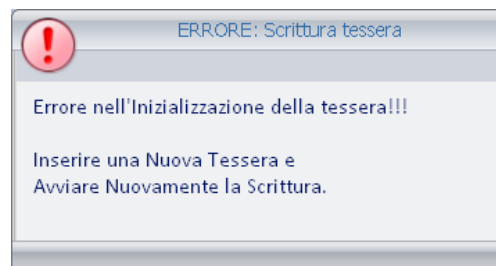 ERRORE: Scrittura tessera
Errore nell'Inizializzazione della tessera!!!
Inserire una Nuova Tessera e
Avviare Nuovamente la Scrittura.